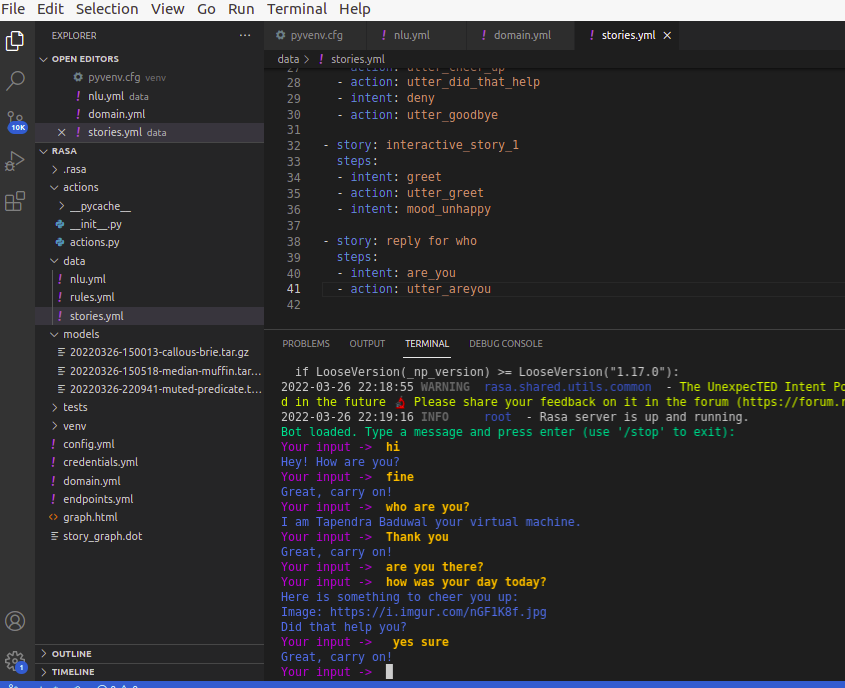 File Edit Selection View Go Run Terminal Help
EXPLORER ...
OPEN EDITORS
pyvenv.cfg venv
nlu.yml data
domain.yml
stories.yml data
10K
RASA
.rasa
actions
__pycache__
__init__.py
actions.py
data
nlu.yml
rules.yml
stories.yml
models
20220326-150013-callous-brie.tar.gz
20220326-150518-median-muffin.tar...
20220326-220941-muted-predicate.t...
tests
venv
config.yml
credentials.yml
domain.yml
endpoints.yml
graph.html
story_graph.dot
OUTLINE
TIMELINE
1
pyvenv.cfg nlu.yml domain.yml stories.yml
data > stories.yml
27 - action: utter_cheer_up
28 - action: utter_did_that_help
29 - intent: deny
30 - action: utter_goodbye
31
32 - story: interactive_story_1
33 steps:
34 - intent: greet
35 - action: utter_greet
36 - intent: mood_unhappy
37
38 - story: reply for who
39 steps:
40 - intent: are_you
41 - action: utter_areyou
42
PROBLEMS OUTPUT TERMINAL DEBUG CONSOLE
if LooseVersion(_np_version) >= LooseVersion("1.17.0"):
2022-03-26 22:18:55 WARNING rasa.shared.utils.common - The UnexpecTED Intent Po
d in the future Please share your feedback on it in the forum (https://forum.r
2022-03-26 22:19:16 INFO root - Rasa server is up and running.
Bot loaded. Type a message and press enter (use '/stop' to exit):
Your input -> hi
Hey! How are you?
Your input -> fine
Great, carry on!
Your input -> who are you?
I am Tapendra Baduwal your virtual machine.
Your input -> Thank you
Great, carry on!
Your input -> are you there?
Your input -> how was your day today?
Here is something to cheer you up:
Image: https://i.imgur.com/nGF1K8f.jpg
Did that help you?
Your input -> yes sure
Great, carry on!
Your input ->